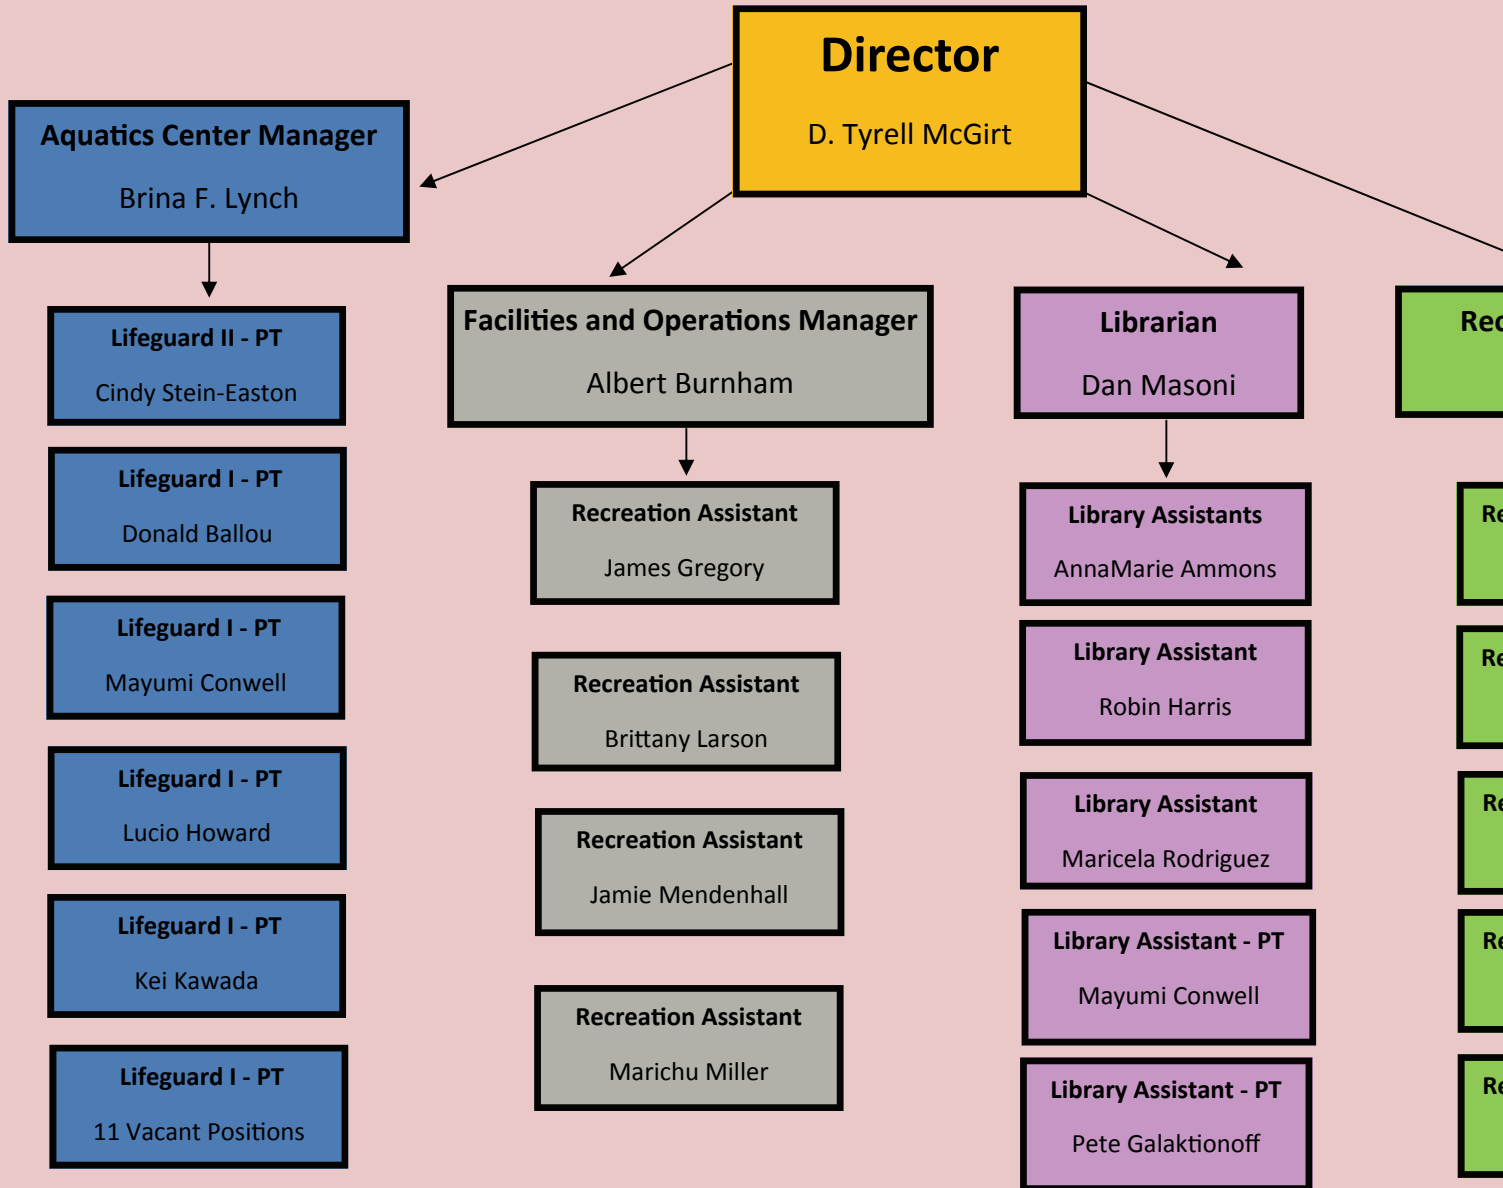 Director
D. Tyrell McGirt
Aquatics Center Manager
Brina F. Lynch
Lifeguard II - PT
Cindy Stein-Easton
Lifeguard I - PT
Donald Ballou
Lifeguard I - PT
Mayumi Conwell
Lifeguard I - PT
Lucio Howard
Lifeguard I - PT
Kei Kawada
Lifeguard I - PT
11 Vacant Positions
Facilities and Operations Manager
Albert Burnham
Recreation Assistant
James Gregory
Recreation Assistant
Brittany Larson
Recreation Assistant
Jamie Mendenhall
Recreation Assistant
Marichu Miller
Librarian
Dan Masoni
Library Assistants
AnnaMarie Ammons
Library Assistant
Robin Harris
Library Assistant
Maricela Rodriguez
Library Assistant - PT
Mayumi Conwell
Library Assistant - PT
Pete Galaktionoff